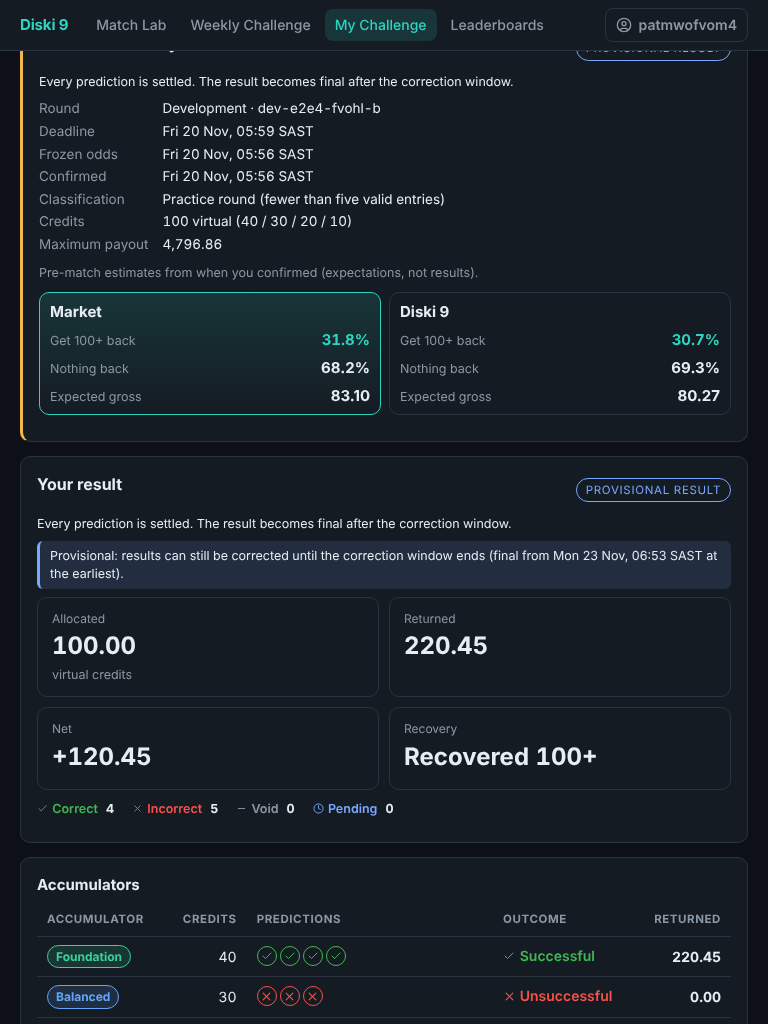 Diski 9 Match Lab Weekly Challenge My Challenge Leaderboards patmwofvom4
PROVISIONAL RESULT
Every prediction is settled. The result becomes final after the correction window.
Round Development · dev-e2e4-fvohl-b
Deadline Fri 20 Nov, 05:59 SAST
Frozen odds Fri 20 Nov, 05:56 SAST
Confirmed Fri 20 Nov, 05:56 SAST
Classification Practice round (fewer than five valid entries)
Credits 100 virtual (40 / 30 / 20 / 10)
Maximum payout 4,796.86
Pre-match estimates from when you confirmed (expectations, not results).
Market
Get 100+ back 31.8%
Nothing back 68.2%
Expected gross 83.10
Diski 9
Get 100+ back 30.7%
Nothing back 69.3%
Expected gross 80.27
Your result PROVISIONAL RESULT
Every prediction is settled. The result becomes final after the correction window.
Provisional: results can still be corrected until the correction window ends (final from Mon 23 Nov, 06:53 SAST at
the earliest).
Allocated
100.00
virtual credits
Returned
220.45
Net
+120.45
Recovery
Recovered 100+
Correct 4 Incorrect 5 Void 0 Pending 0
Accumulators
ACCUMULATOR CREDITS PREDICTIONS OUTCOME RETURNED
Foundation 40 Successful 220.45
Balanced 30 Unsuccessful 0.00